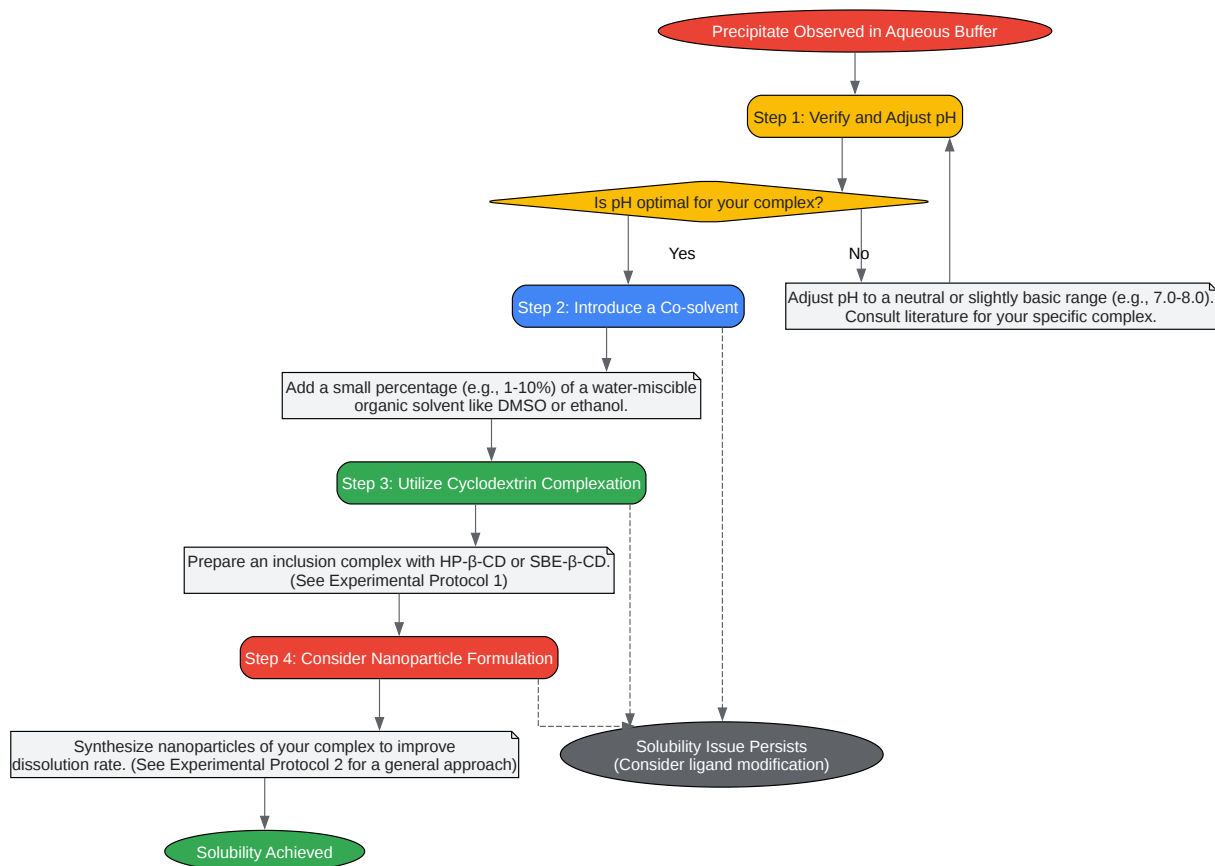 Precipitate Observed in Aqueous Buffer
Step 1: Verify and Adjust pH
Is pH optimal for your complex?
Yes
No
Adjust pH to a neutral or slightly basic range (e.g., 7.0-8.0).
Consult literature for your specific complex.
Step 2: Introduce a Co-solvent
Add a small percentage (e.g., 1-10%) of a water-miscible
organic solvent like DMSO or ethanol.
Step 3: Utilize Cyclodextrin Complexation
Prepare an inclusion complex with HP-β-CD or SBE-β-CD.
(See Experimental Protocol 1)
Step 4: Consider Nanoparticle Formulation
Synthesize nanoparticles of your complex to improve
dissolution rate. (See Experimental Protocol 2 for a general approach)
Solubility Issue Persists
(Consider ligand modification)
Solubility Achieved